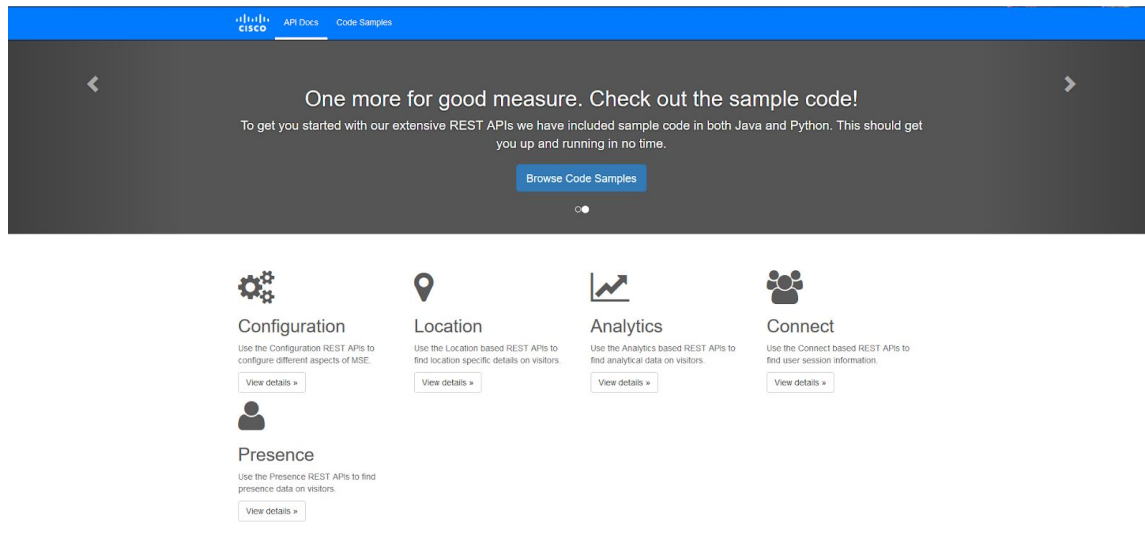 CISCO API Docs Code Samples
One more for good measure. Check out the sample code!
To get you started with our extensive REST APIs we have included sample code in both Java and Python. This should get
you up and running in no time.
Browse Code Samples
Configuration
Use the Configuration REST APIs to
configure different aspects of MSE.
View details »
Location
Use the Location based REST APIs to
find location specific details on visitors.
View details »
Analytics
Use the Analytics based REST APIs to
find analytical data on visitors.
View details »
Connect
Use the Connect based REST APIs to
find user session information.
View details »
Presence
Use the Presence REST APIs to find
presence data on visitors.
View details »